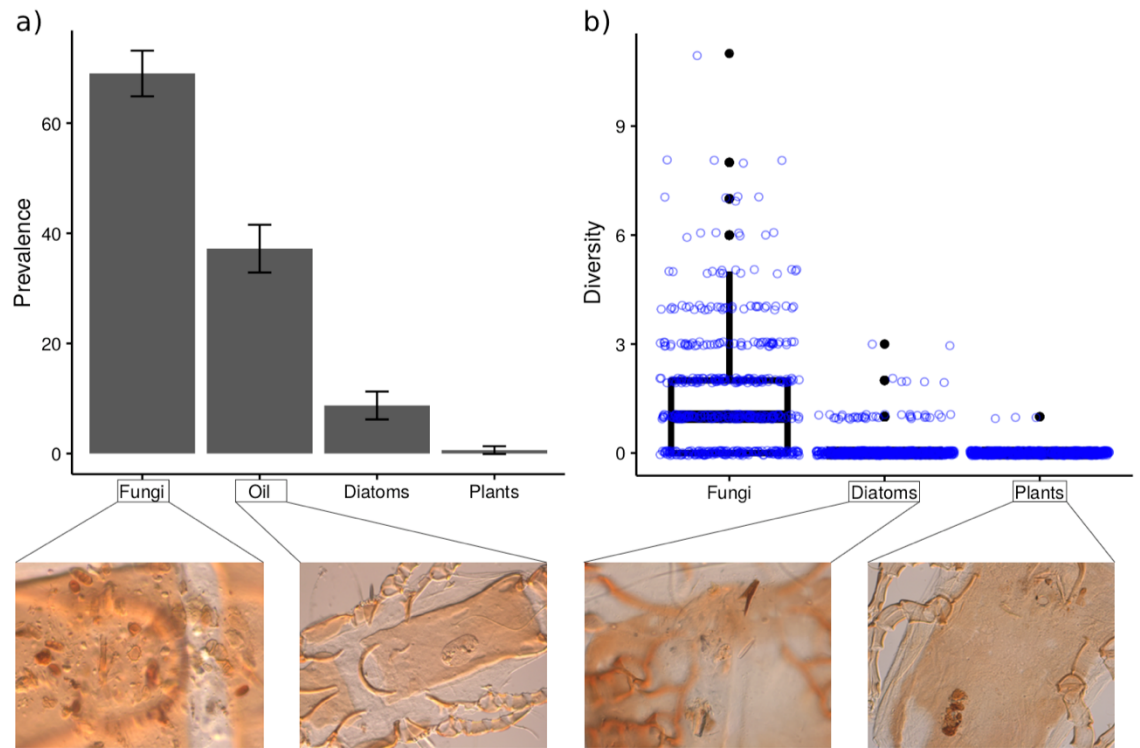 a)
Prevalence
60
40
20
0
Fungi Oil Diatoms Plants
b)
Diversity
9
6
3
0
Fungi Diatoms Plants